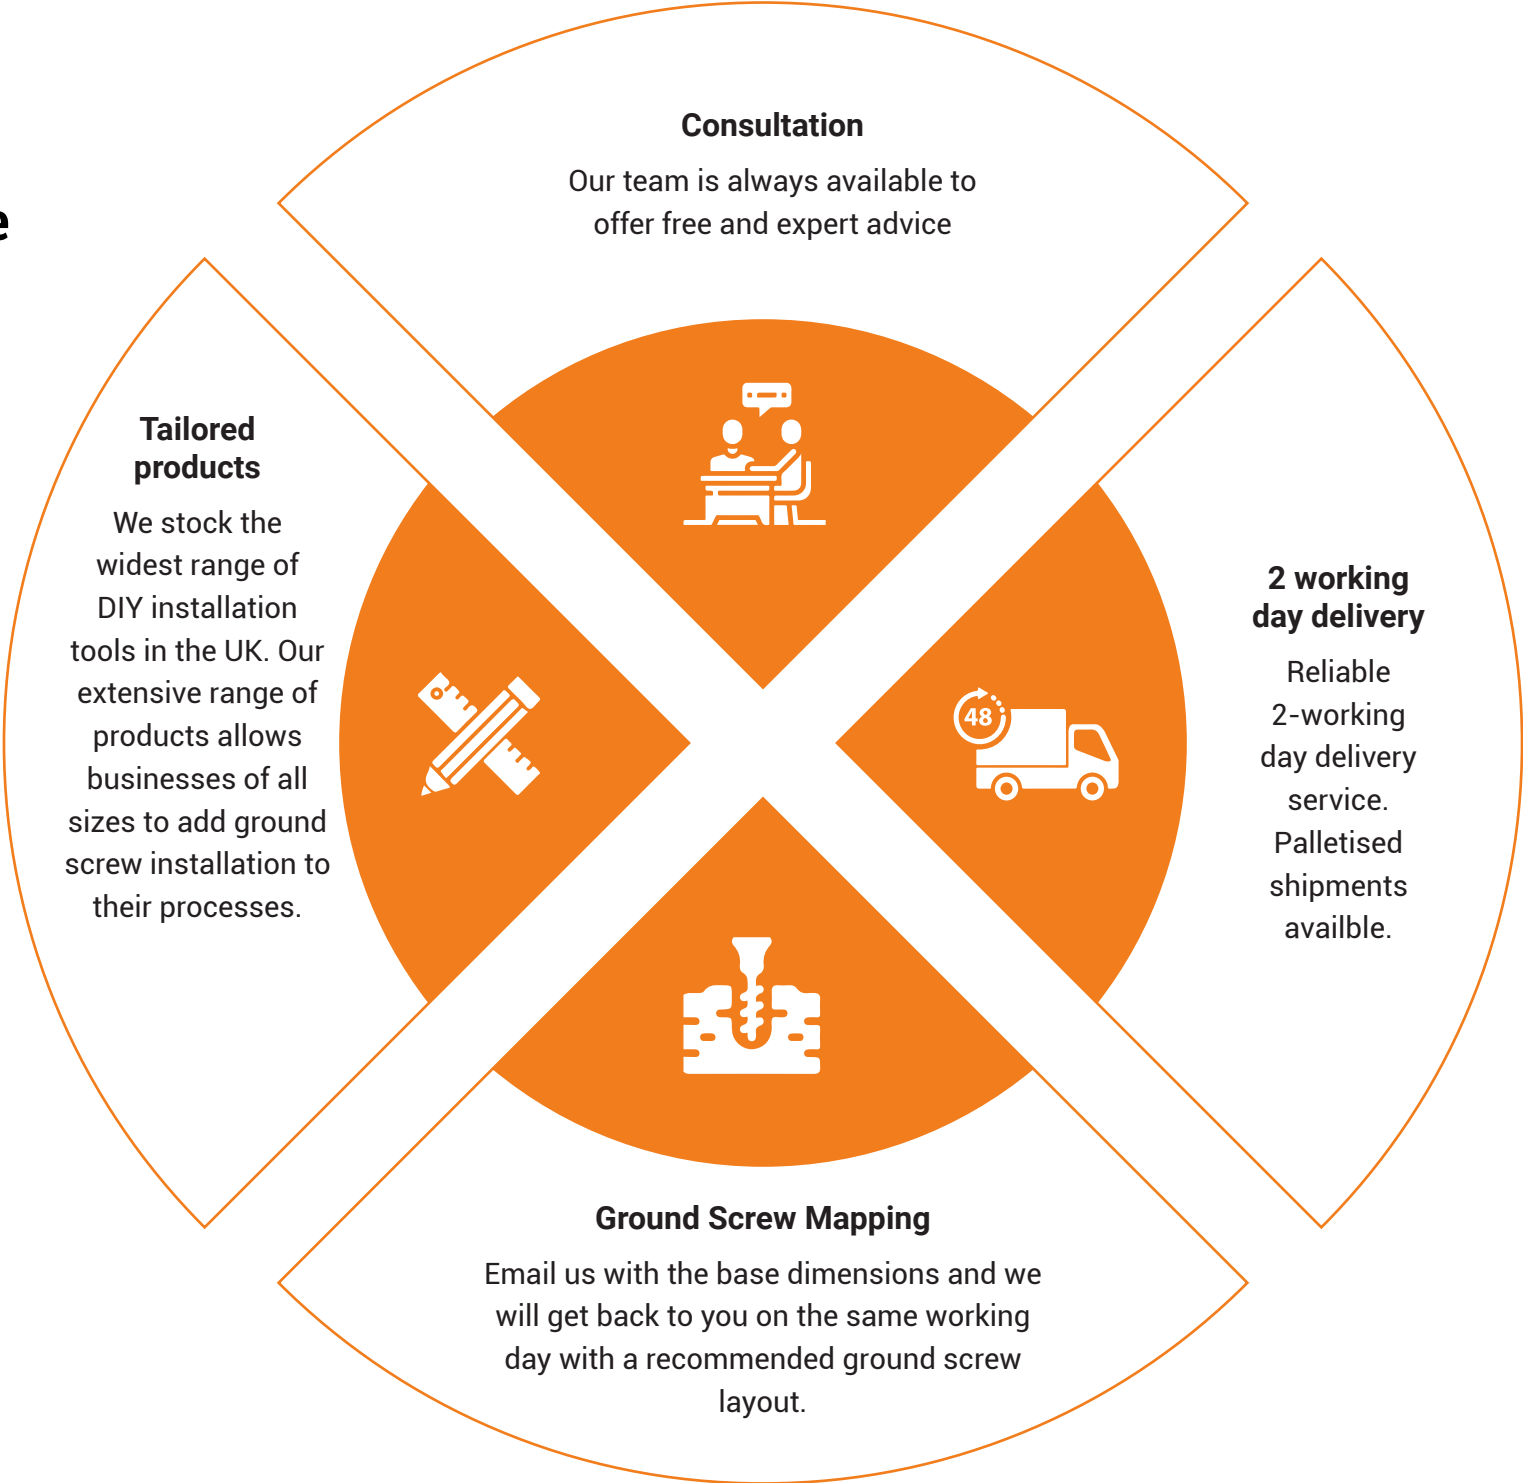 Consultation
Our team is always available to
offer free and expert advice
e
Tailored
products
We stock the
widest range of
DIY installation
tools in the UK. Our
extensive range of
products allows
businesses of all
sizes to add ground
screw installation to
their processes.
48
2 working
day delivery
Reliable
2-working
day delivery
service.
Palletised
shipments
availble.
Ground Screw Mapping
Email us with the base dimensions and we
will get back to you on the same working
day with a recommended ground screw
layout.